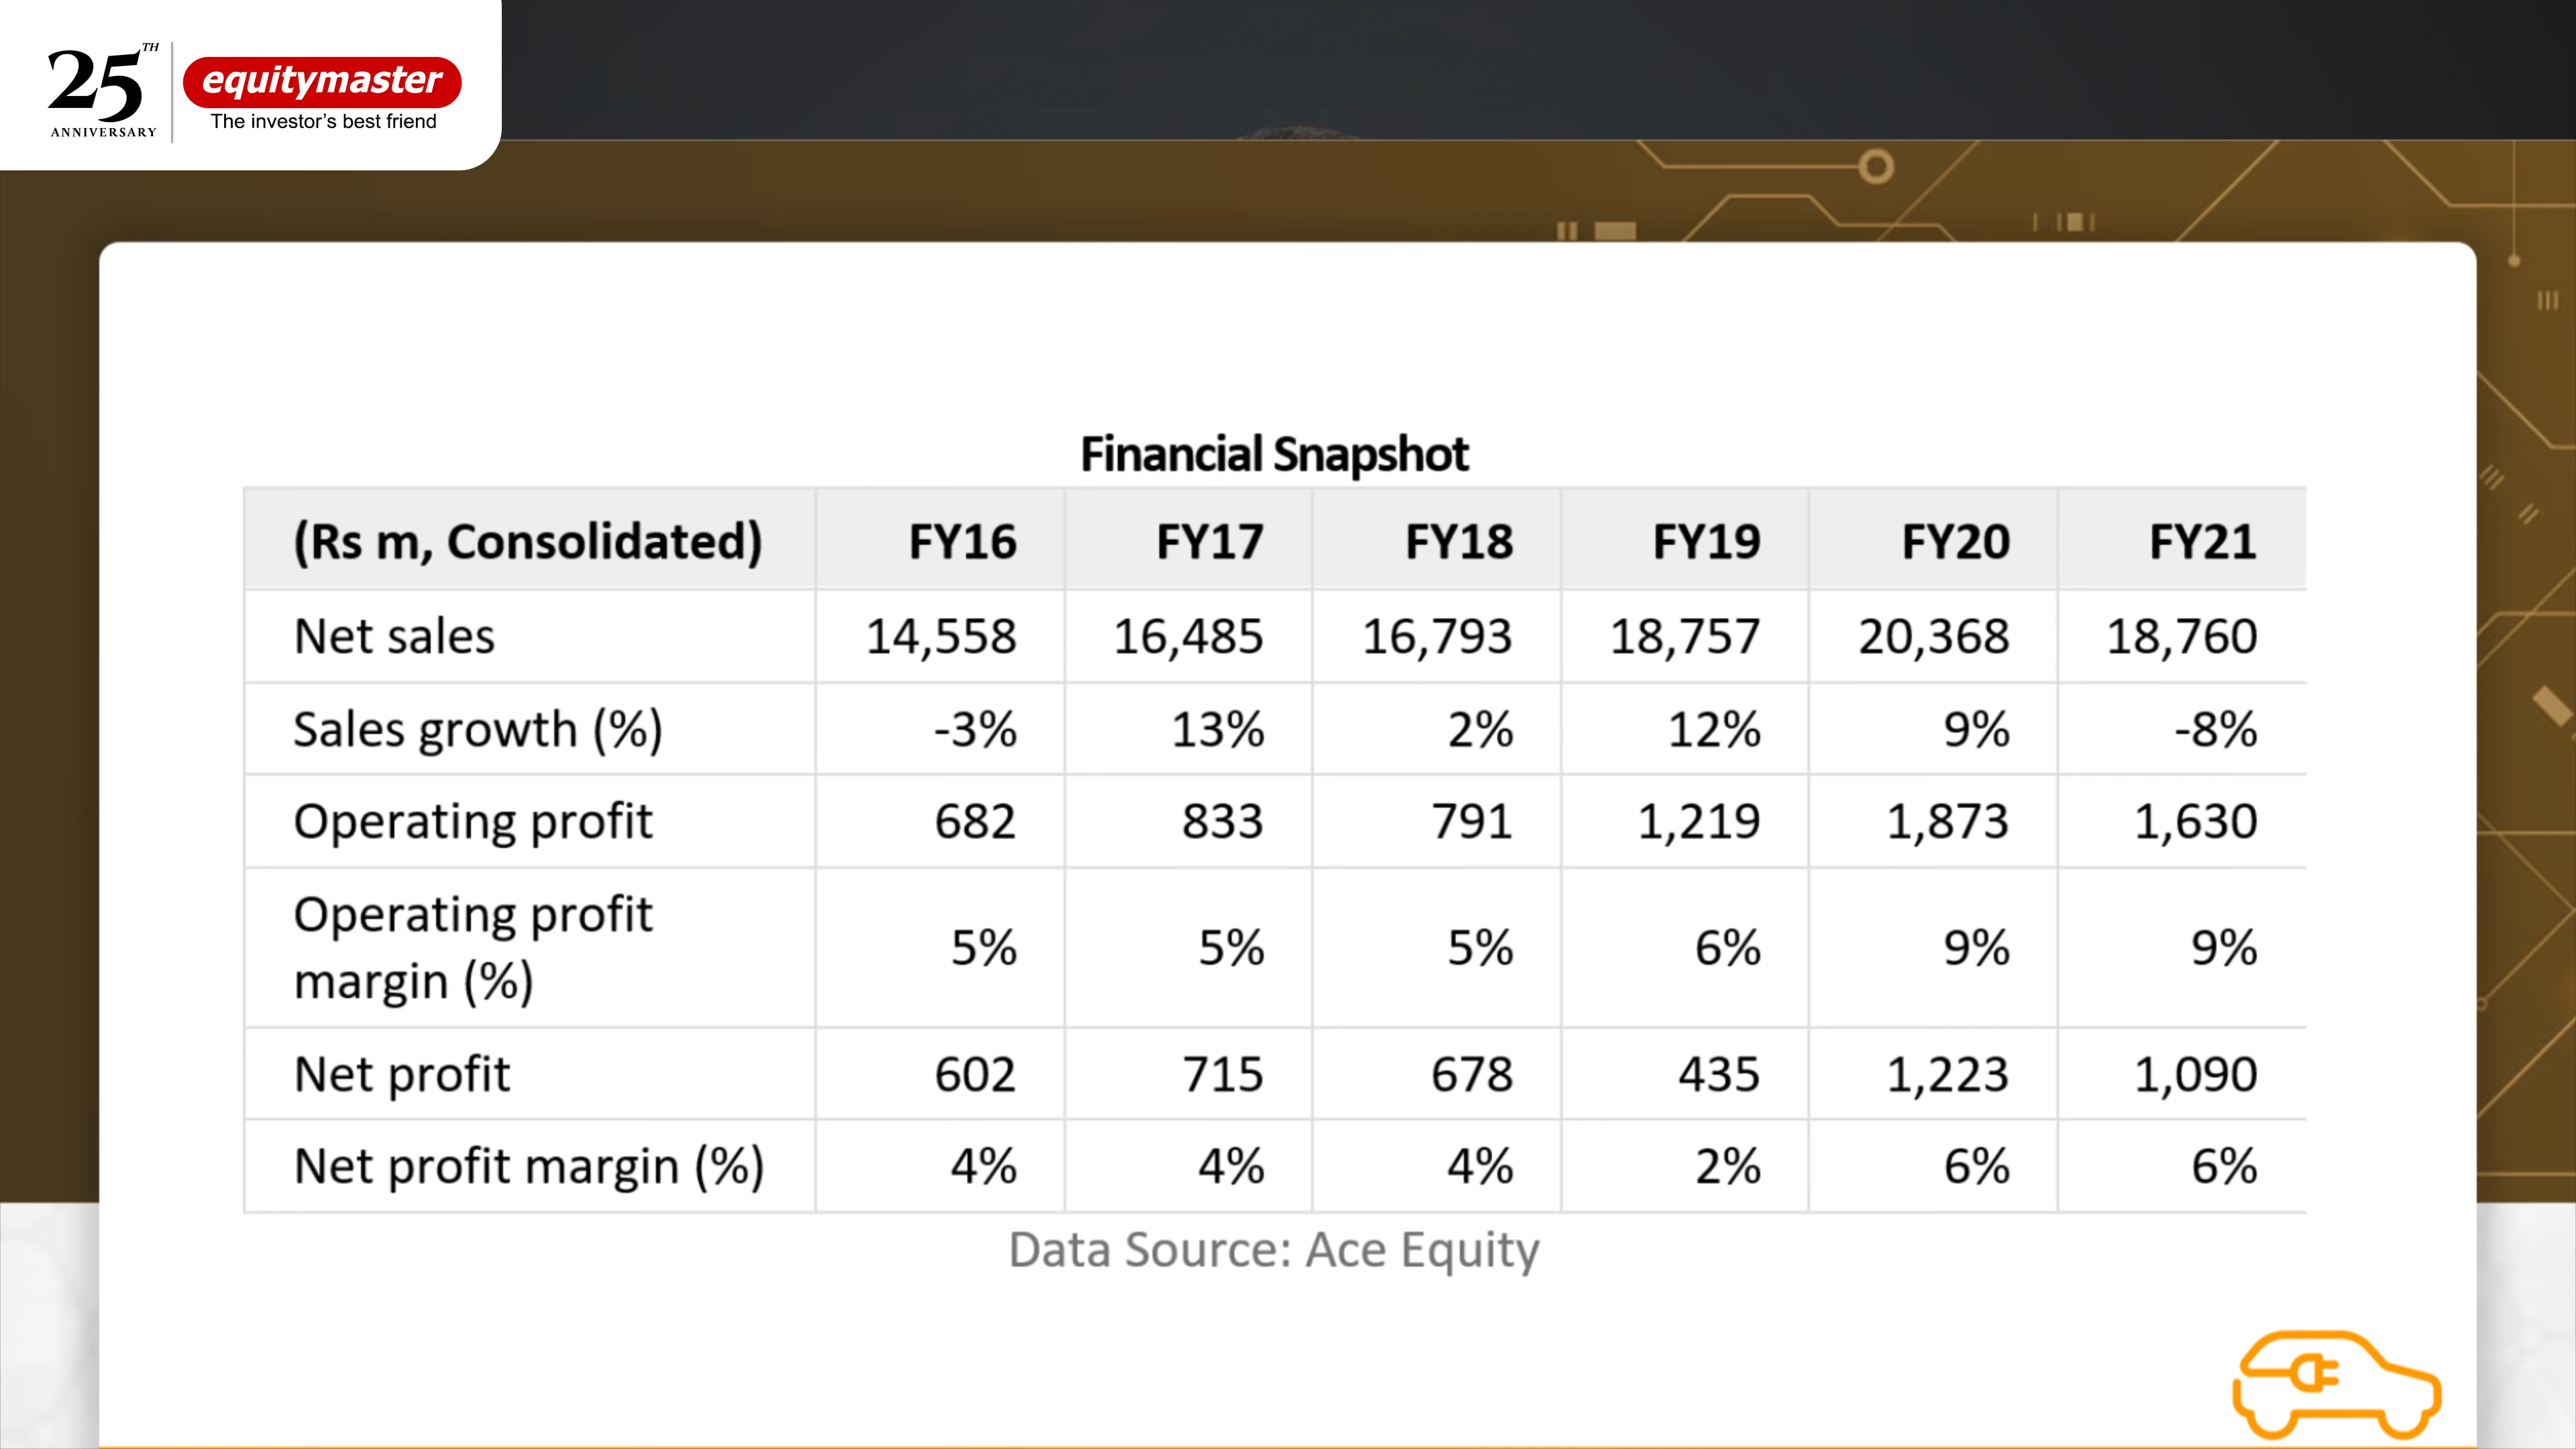 25TH
ANNIVERSARY
equitymaster
The investor's best friend
Financial Snapshot
(Rs m, Consolidated) FY16 FY17 FY18 FY19 FY20 FY21
Net sales 14,558 16,485 16,793 18,757 20,368 18,760
Sales growth (%) -3% 13% 2% 12% 9% -8%
Operating profit 682 833 791 1,219 1,873 1,630
Operating profit
margin (%) 5% 5% 5% 6% 9% 9%
Net profit 602 715 678 435 1,223 1,090
Net profit margin (%) 4% 4% 4% 2% 6% 6%
Data Source: Ace Equity